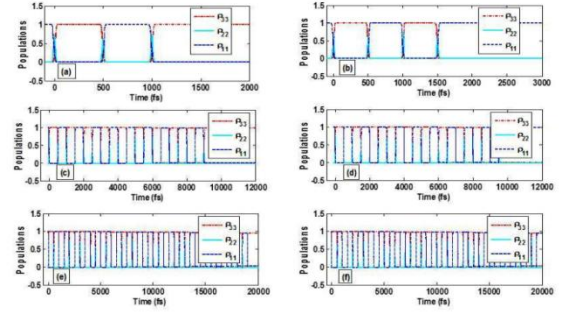 1.5
1
0.5
0
-0.5
Populations
(a)
ρ33
ρ22
ρ11
0
500
1000
1500
2000
Time (fs)
1.5
1
0.5
0
-0.5
Populations
(b)
ρ33
ρ22
ρ11
0
500
1000
1500
2000
2500
3000
Time (fs)
1.5
1
0.5
0
-0.5
Populations
(c)
ρ33
ρ22
ρ11
0
2000
4000
6000
8000
10000
12000
Time (fs)
1.5
1
0.5
0
-0.5
Populations
(d)
ρ33
ρ22
ρ11
0
2000
4000
6000
8000
10000
12000
Time (fs)
1.5
1
0.5
0
-0.5
Populations
(e)
ρ33
ρ22
ρ11
0
5000
10000
15000
20000
Time (fs)
1.5
1
0.5
0
-0.5
Populations
(f)
ρ33
ρ22
ρ11
0
5000
10000
15000
20000
Time (fs)